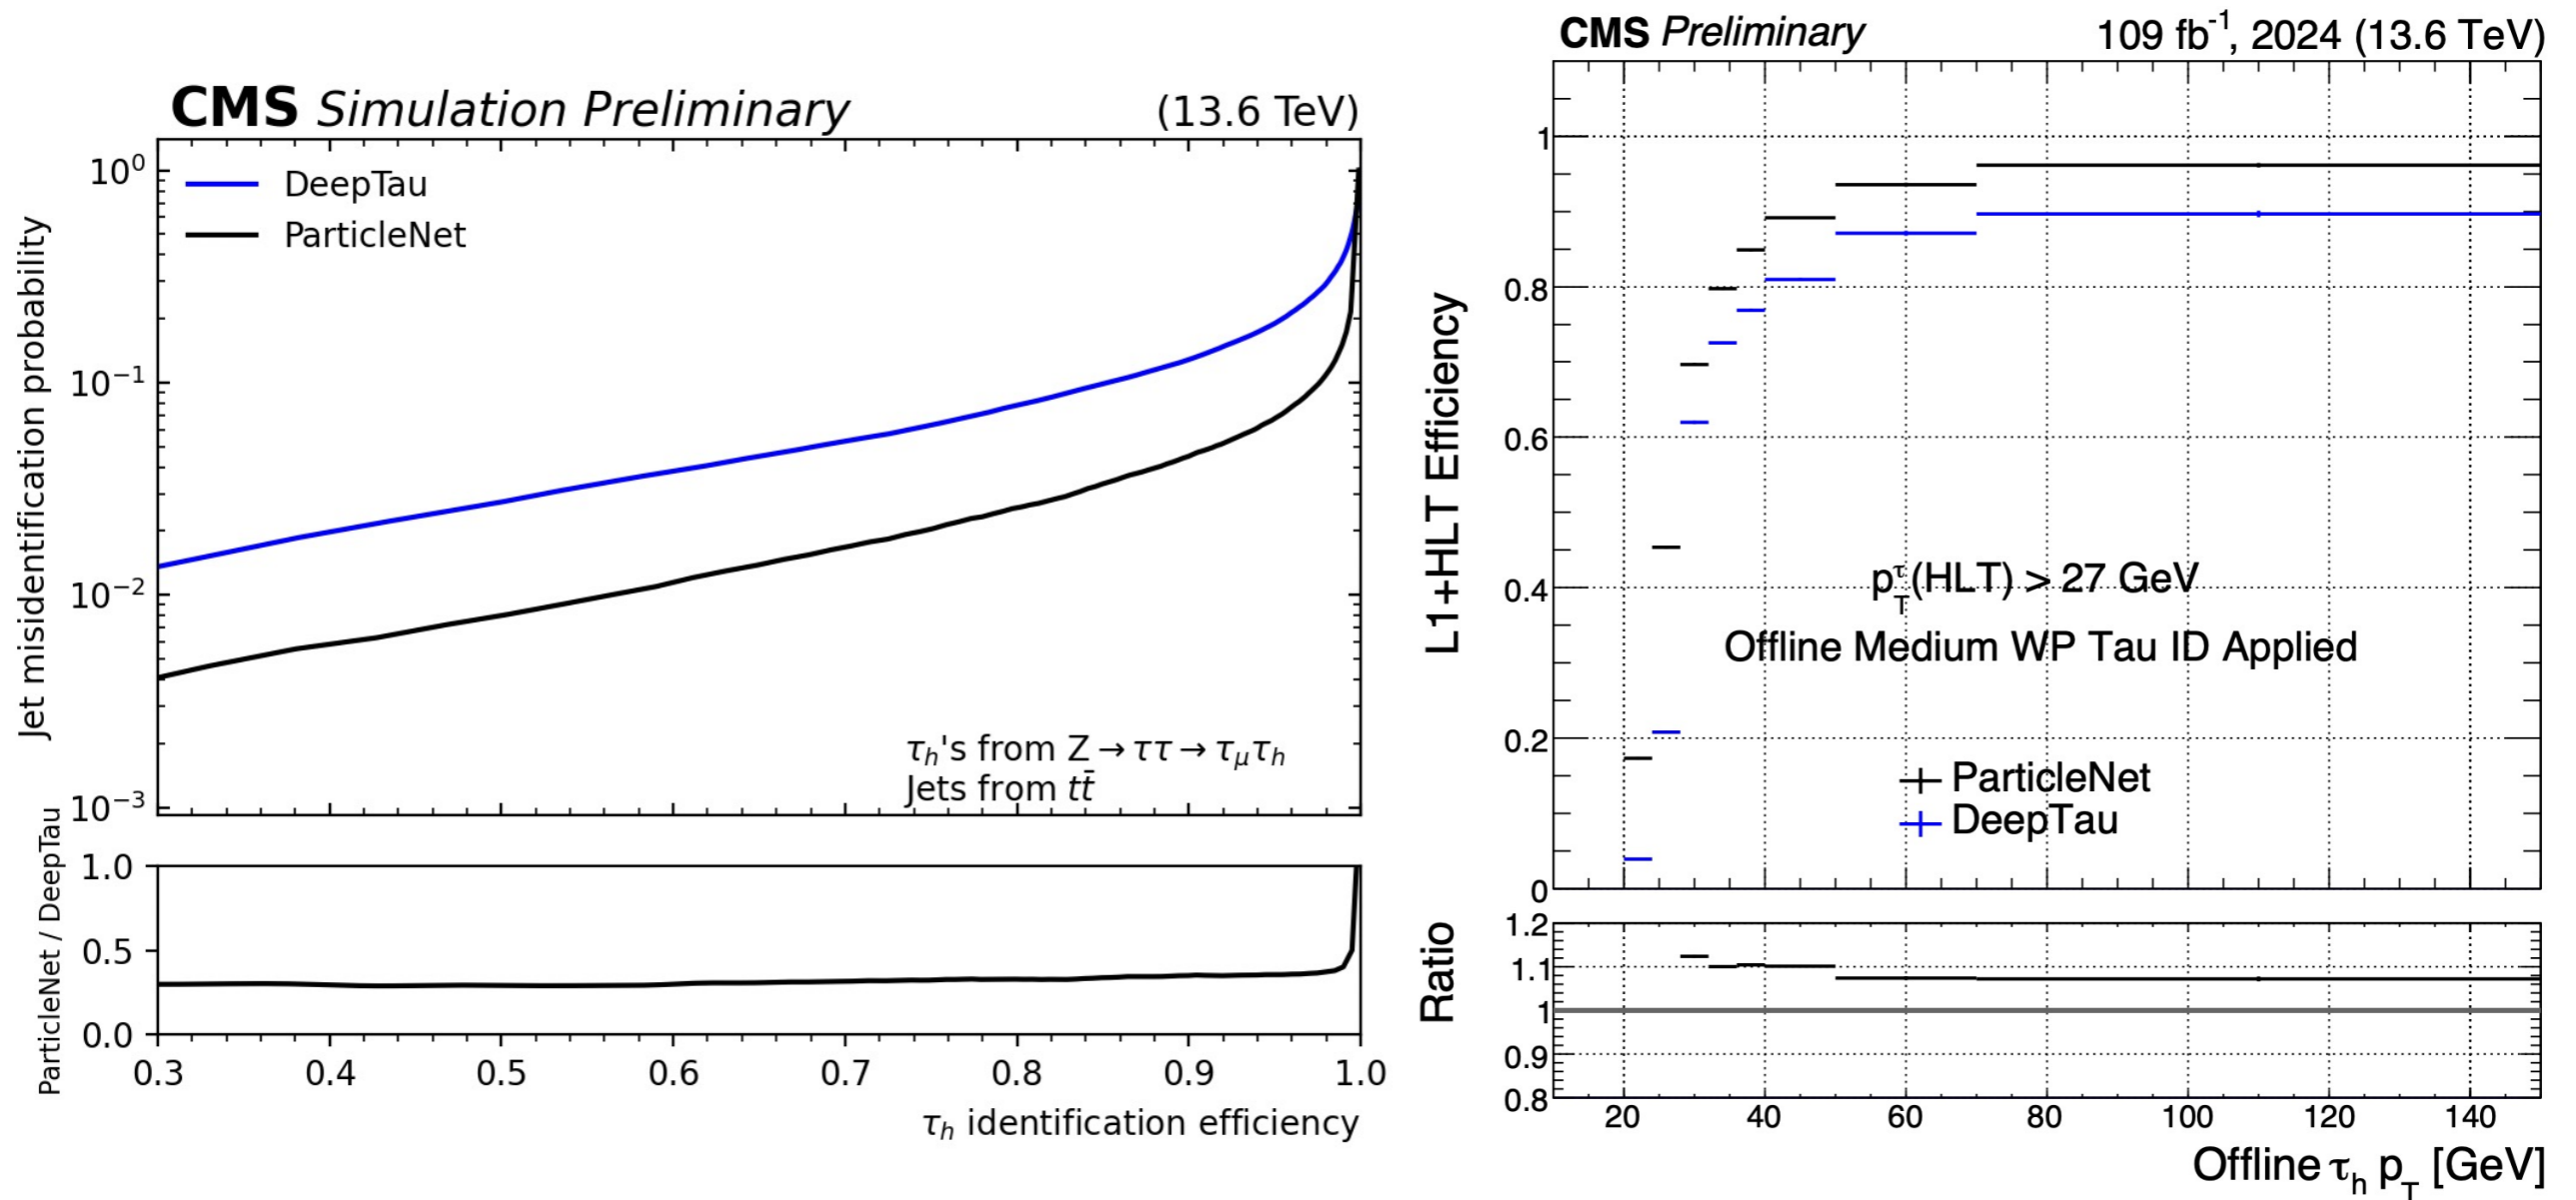 CMS Simulation Preliminary (13.6 TeV)
Jet misidentification probability
10⁰
10⁻¹
10⁻²
10⁻³
DeepTau
ParticleNet
τₕ's from Z → ττ → τ_μτₕ
Jets from tt̄
ParticleNet / DeepTau
1.0
0.5
0.0
0.3 0.4 0.5 0.6 0.7 0.8 0.9 1.0
τₕ identification efficiency
CMS Preliminary 109 fb⁻¹, 2024 (13.6 TeV)
L1+HLT Efficiency
1
0.8
0.6
0.4
0.2
0
p_T^τ(HLT) > 27 GeV
Offline Medium WP Tau ID Applied
ParticleNet
DeepTau
Ratio
1.2
1.1
1
0.9
0.8
20 40 60 80 100 120 140
Offline τₕ p_T [GeV]